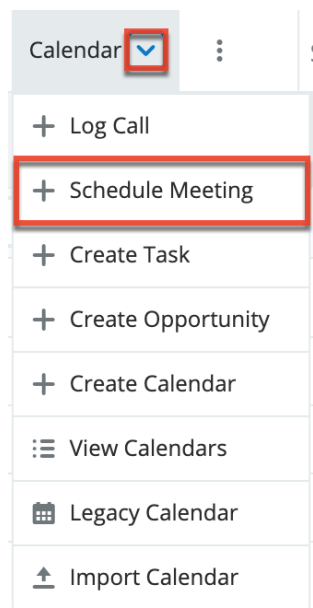 Calendar
Log Call
Schedule Meeting
Create Task
Create Opportunity
Create Calendar
View Calendars
Legacy Calendar
Import Calendar